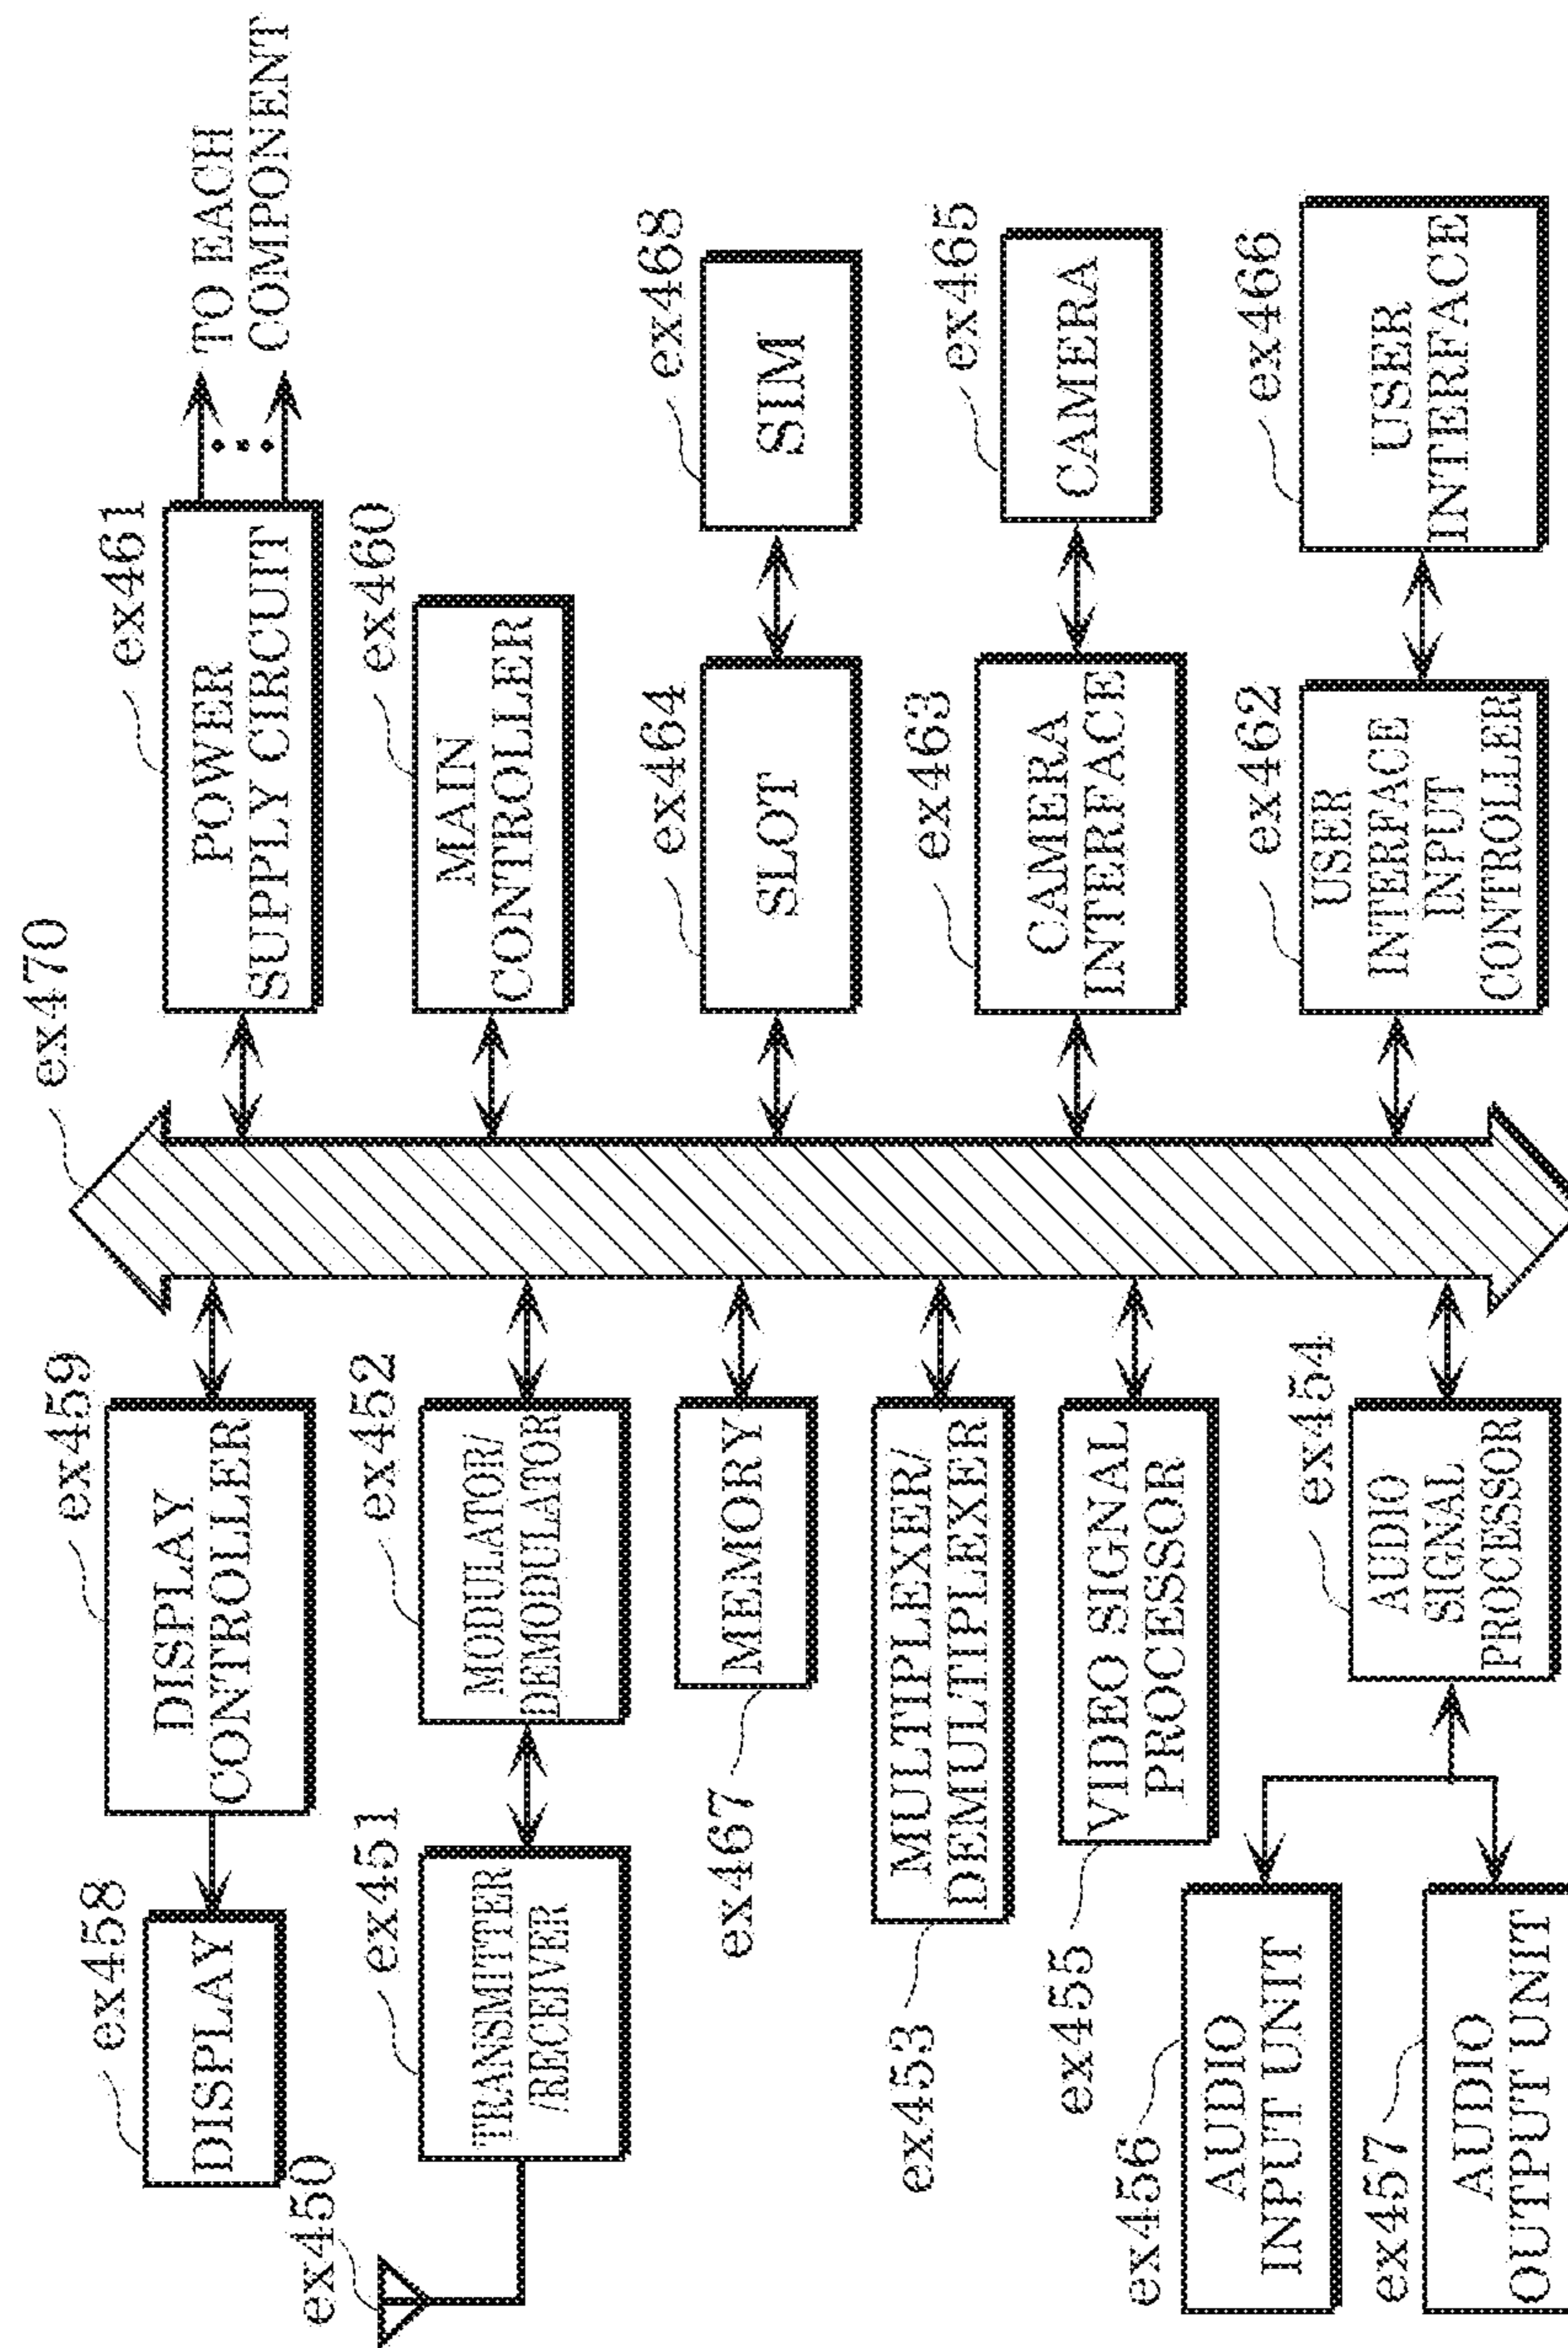 ex458
DISPLAY
ex459
DISPLAY
CONTROLLER
ex470
ex461
POWER
SUPPLY CIRCUIT
TO EACH
COMPONENT
ex450
ex451
TRANSMITTER
/RECEIVER
ex452
MODULATOR/
DEMODULATOR
ex460
MAIN
CONTROLLER
MEMORY
ex467
ex464
SLOT
ex468
SIM
MULTIPLEXER/
DEMULTIPLEXER
ex453
ex463
CAMERA
INTERFACE
ex465
CAMERA
VIDEO SIGNAL
PROCESSOR
ex455
ex456
AUDIO
INPUT UNIT
ex457
AUDIO
OUTPUT UNIT
ex454
AUDIO
SIGNAL
PROCESSOR
ex462
USER
INTERFACE
INPUT
CONTROLLER
ex466
USER
INTERFACE